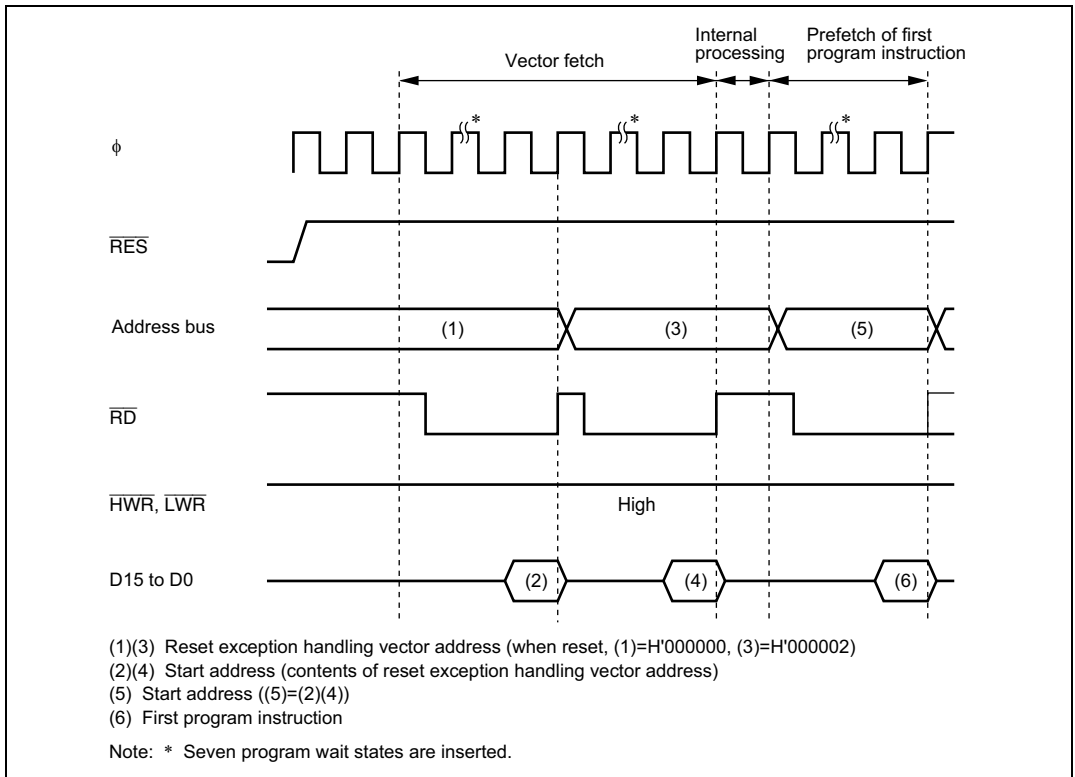 Internal
processing
Prefetch of first
program instruction
Vector fetch
* * *
ϕ
RES
Address bus
(1) (3) (5)
RD
HWR, LWR
High
D15 to D0
(2) (4) (6)
(1)(3) Reset exception handling vector address (when reset, (1)=H'000000, (3)=H'000002)
(2)(4) Start address (contents of reset exception handling vector address)
(5) Start address ((5)=(2)(4))
(6) First program instruction
Note: * Seven program wait states are inserted.